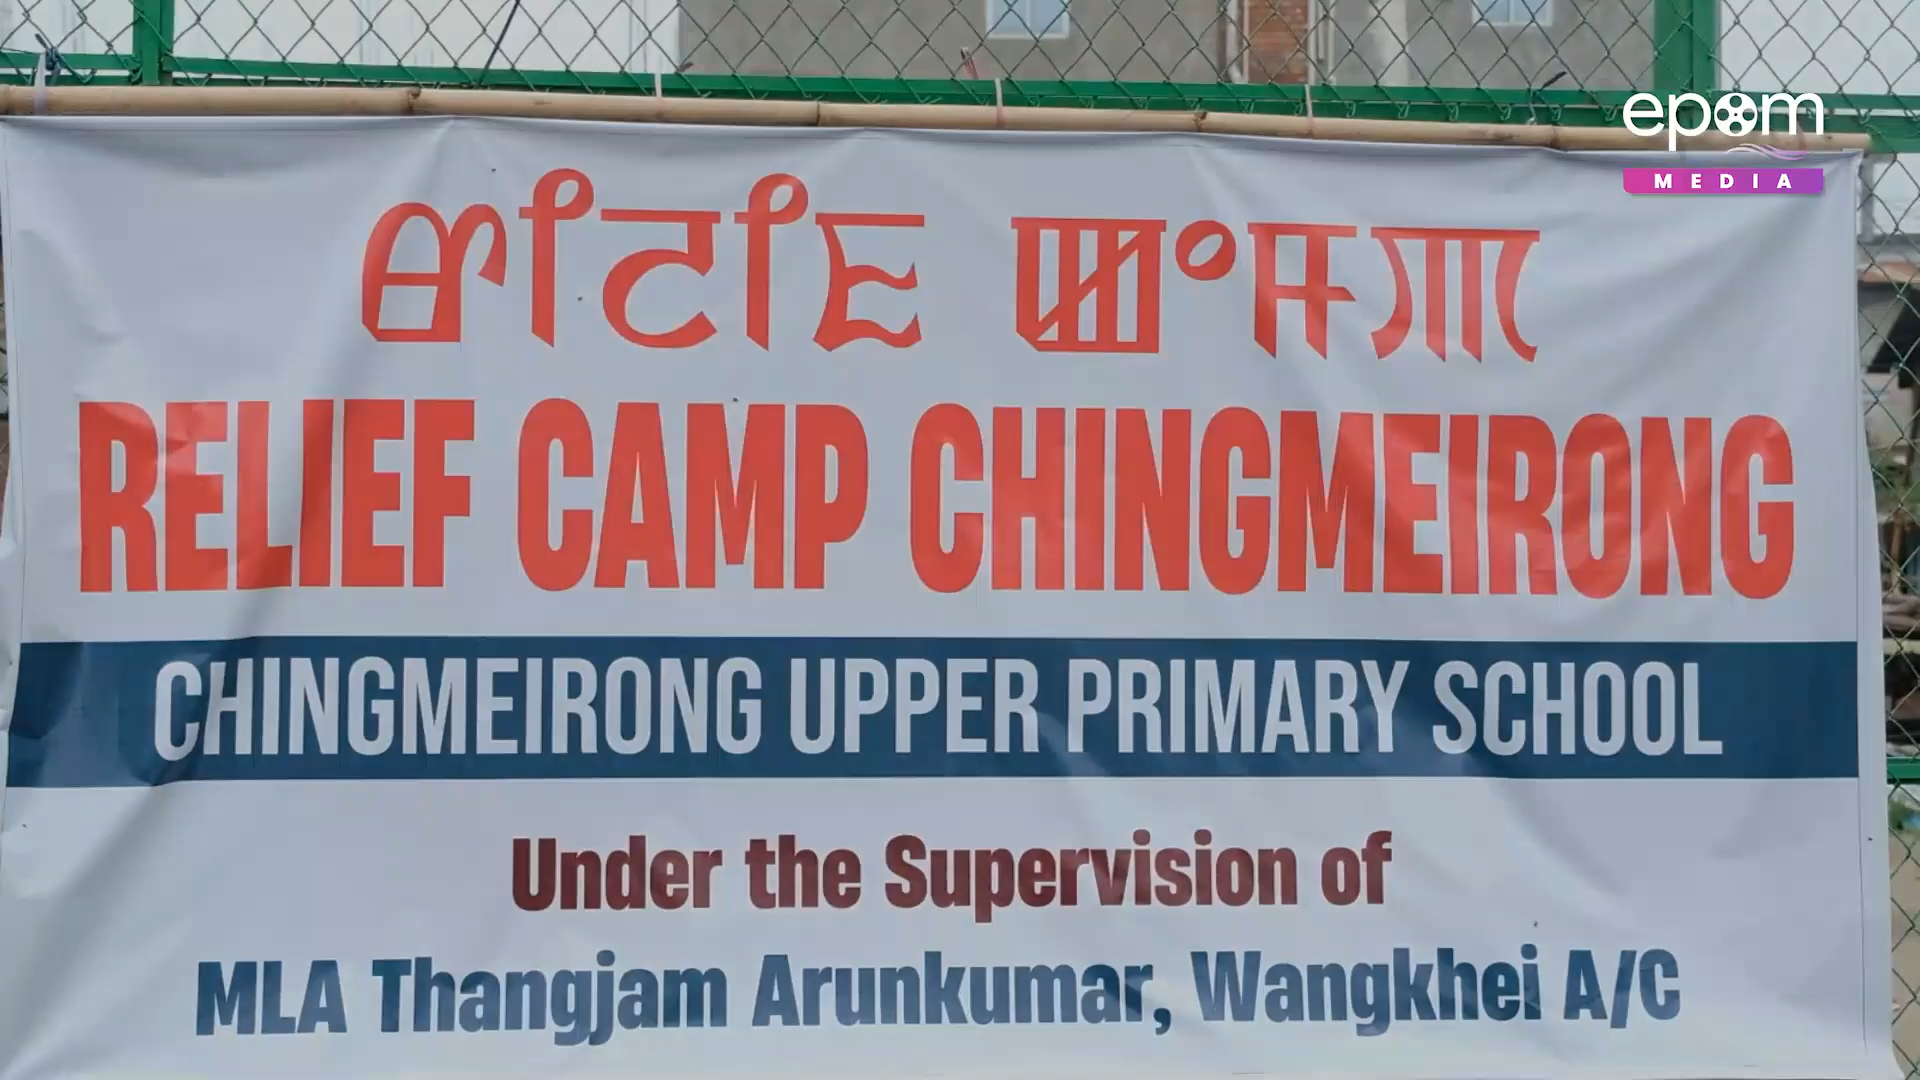 epom
MEDIA
ꯔꯤꯂꯤꯐ ꯀꯦꯝꯄ
RELIEF CAMP CHINGMEIRONG
CHINGMEIRONG UPPER PRIMARY SCHOOL
Under the Supervision of
MLA Thangjam Arunkumar, Wangkhei A/C